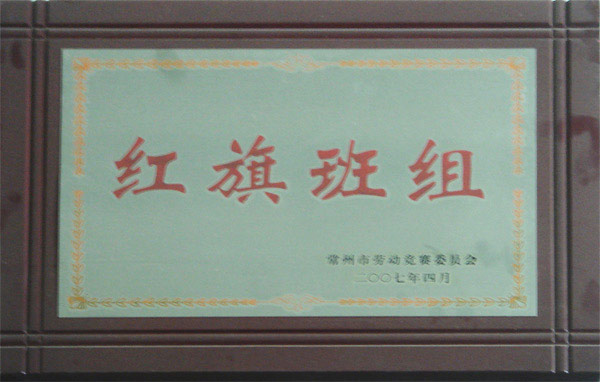 红旗班组
常州市劳动竞赛委员会
二〇〇七年四月